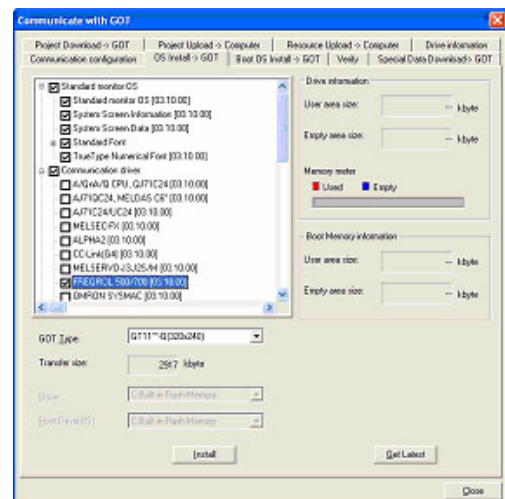 Communicate with GOT
Project Download -> GOT
Project Upload -> Computer
Resource Upload -> Computer
Drive information
Communication configuration
OS Install -> GOT
Boot OS Install -> GOT
Verify
Special Data Download-> GOT
Standard monitor OS
Standard monitor OS [03.10.00]
System Screen Information [03.10.00]
System Screen Data [03.10.00]
Standard Font
TrueType Numerical Font [03.10.00]
Communication driver
A/QnA/Q CPU, QJ71C24 [03.10.00]
AJ71QC24, MELDAS C6* [03.10.00]
AJ71C24/UC24 [03.10.00]
MELSEC-FX [03.10.00]
ALPHA2 [03.10.00]
CC-Link(G4) [03.10.00]
MELSERVO-J3,J2S/M [03.10.00]
FREQROL 500/700 [03.10.00]
OMRON SYSMAC [03.10.00]
Drive information
User area size: -- kbyte
Empty area size: -- kbyte
Memory meter
Used Empty
Boot Memory information
User area size: -- kbyte
Empty area size: -- kbyte
GOT Type: GT11**-Q(320x240)
Transfer size: 2917 kbyte
Drive: C:Built in Flash Memory
Boot Drive(OS): C:Built in Flash Memory
Install
Get Latest
Close